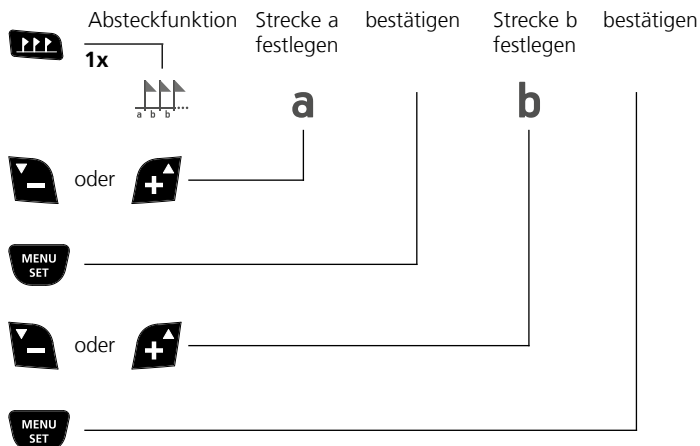 Absteckfunktion Strecke a festlegen bestätigen Strecke b festlegen bestätigen
1x
a b b ...
a b
- oder +
MENU
SET
- oder +
MENU
SET